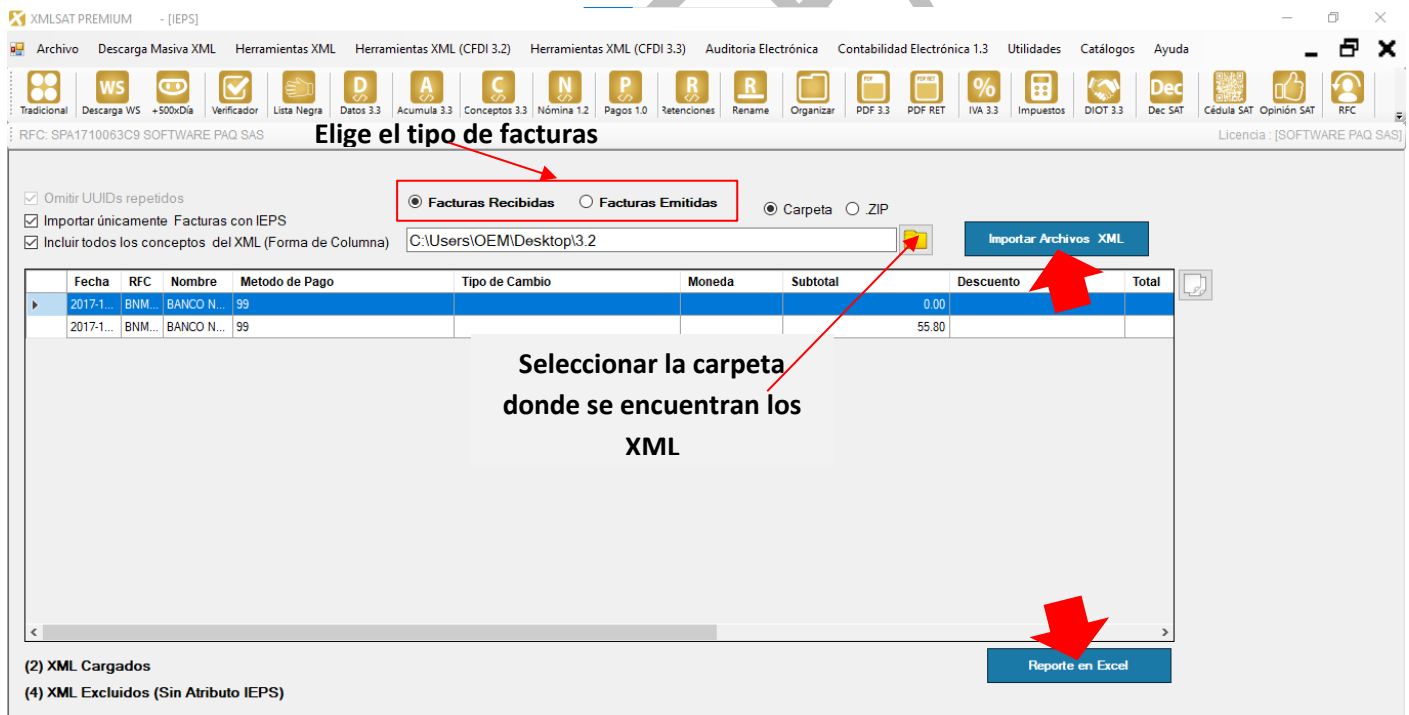 XMLSAT PREMIUM - [IEPS]
Archivo Descarga Masiva XML Herramientas XML Herramientas XML (CFDI 3.2) Herramientas XML (CFDI 3.3) Auditoria Electrónica Contabilidad Electrónica 1.3 Utilidades Catálogos Ayuda
WS D A C N P R R PDF PDF RET % Dec
Tradicional Descarga WS +500xDía Verificador Lista Negra Datos 3.3 Acumula 3.3 Conceptos 3.3 Nómina 1.2 Pagos 1.0 Retenciones Rename Organizar PDF 3.3 PDF RET IVA 3.3 Impuestos DIOT 3.3 Dec SAT Cédula SAT Opinión SAT RFC
RFC: SPA1710063C9 SOFTWARE PAQ SAS Elige el tipo de facturas Licencia : [SOFTWARE PAQ SAS]
Omitir UUIDs repetidos
Facturas Recibidas Facturas Emitidas Carpeta .ZIP
Importar únicamente Facturas con IEPS
Incluir todos los conceptos del XML (Forma de Columna) C:\Users\OEM\Desktop\3.2 Importar Archivos XML
Fecha RFC Nombre Metodo de Pago Tipo de Cambio Moneda Subtotal Descuento Total
2017-1... BNM... BANCO N... 99 0.00
2017-1... BNM... BANCO N... 99 55.80
Seleccionar la carpeta
donde se encuentran los
XML
(2) XML Cargados Reporte en Excel
(4) XML Excluidos (Sin Atributo IEPS)